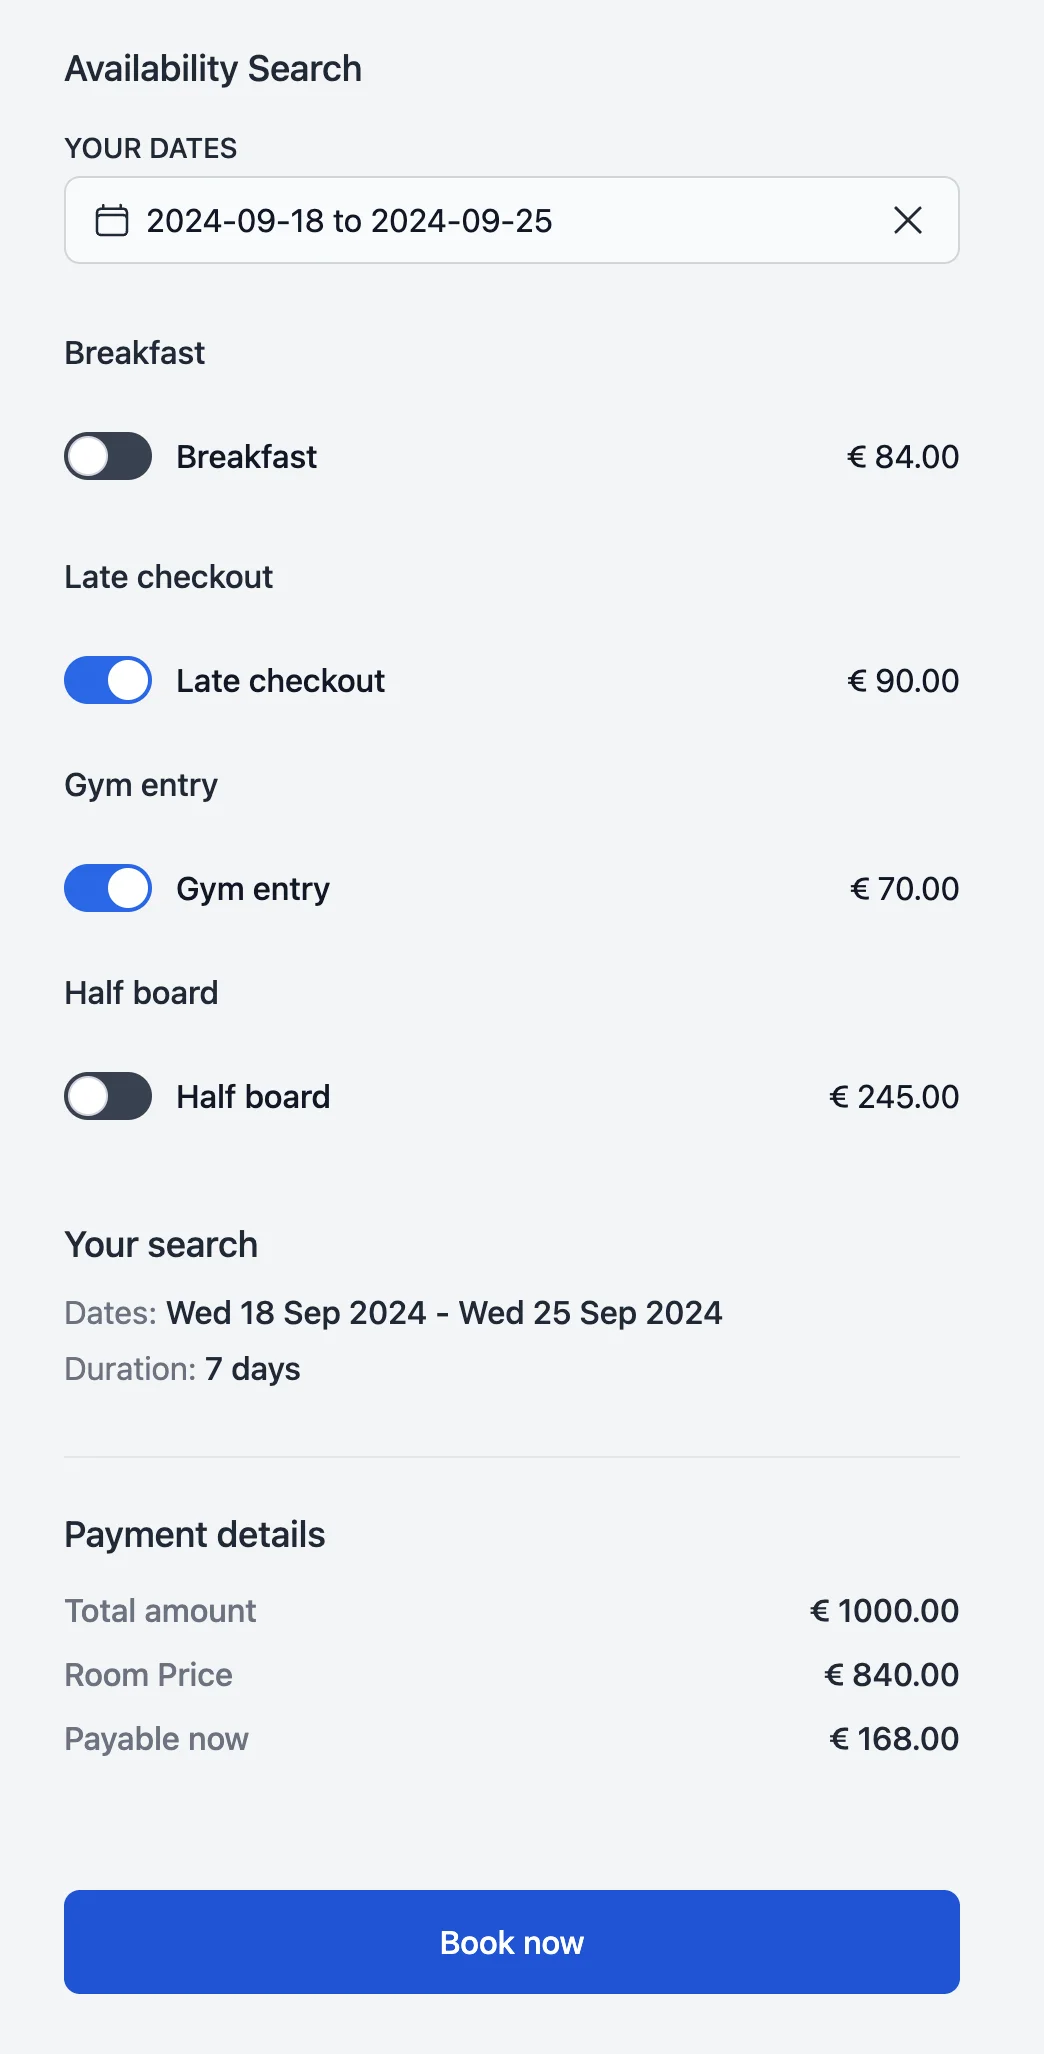 Availability Search
YOUR DATES
2024-09-18 to 2024-09-25
Breakfast
Breakfast € 84.00
Late checkout
Late checkout € 90.00
Gym entry
Gym entry € 70.00
Half board
Half board € 245.00
Your search
Dates: Wed 18 Sep 2024 - Wed 25 Sep 2024
Duration: 7 days
Payment details
Total amount € 1000.00
Room Price € 840.00
Payable now € 168.00
Book now